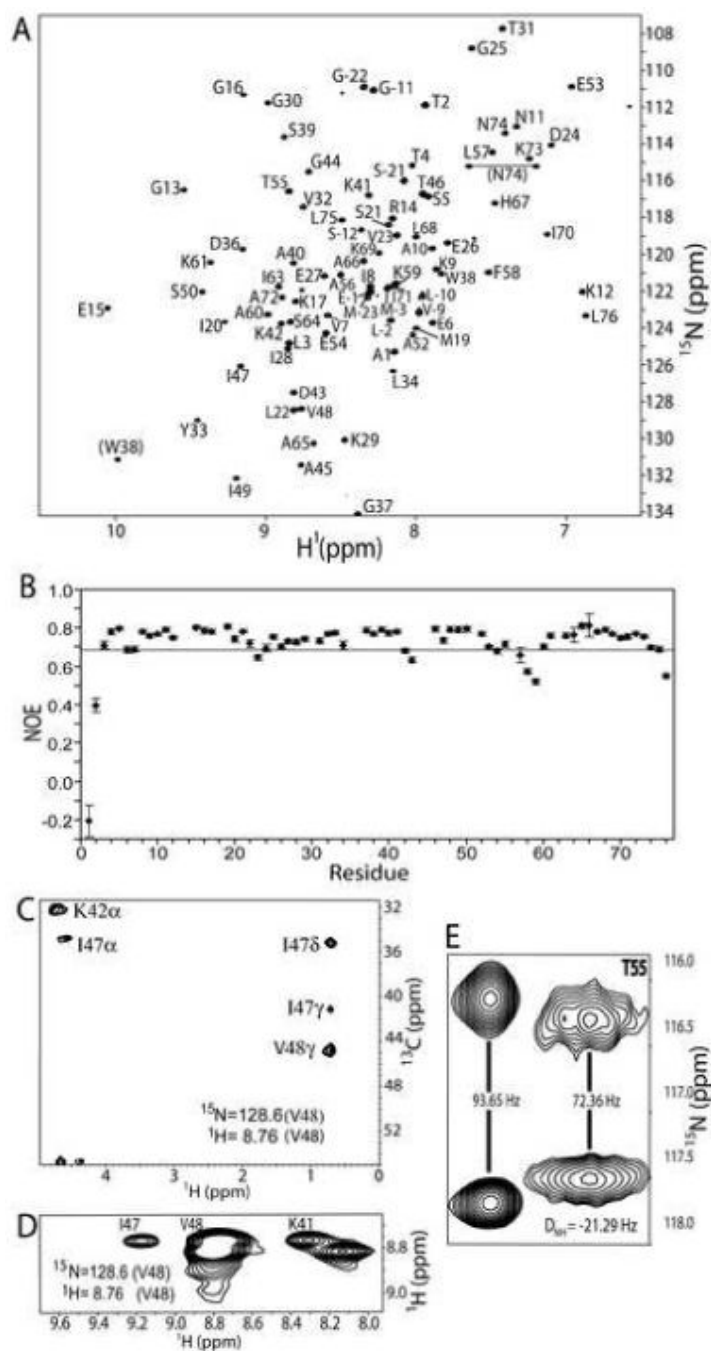 A
108
T31
G25
110
G-22
G-11
E53
G16
G30
T2
112
N11
N74
D24
S39
L57
K73
114
G44
T4
(N74)
G13
T55
K41
S-21
T46
116
V32
S5
H67
S21
R14
L75
118
S-12
V23
L68
I70
D36
K69
A10
E26
K61
A40
A66
K9
120
I63
E27
A56
I8
K59
W38
F58
S50
A72
K17
L-10
K12
122
E15
A60
M-23
M-3
V-9
I20
S64
V7
L-2
E6
L76
K42
L3
E54
M19
124
I28
A1
A52
I47
L34
126
D43
L22
V48
128
Y33
A65
K29
130
(W38)
A45
I49
132
G37
134
10 9 8 7
H¹(ppm)
¹⁵N (ppm)
B
1.0
0.8
0.6
0.4
0.2
0.0
-0.2
NOE
0 10 20 30 40 50 60 70
Residue
C
K42α
32
I47α
I47δ
36
I47γ
40
V48γ
44
¹⁵N=128.6 (V48)
48
¹H= 8.76 (V48)
52
4 3 2 1 0
¹H (ppm)
¹³C (ppm)
D
I47 V48 K41
¹⁵N=128.6 (V48)
8.8
¹H= 8.76 (V48)
9.0
9.6 9.4 9.2 9.0 8.8 8.6 8.4 8.2 8.0
¹H (ppm)
¹H (ppm)
E
T55
116.0
116.5
93.65 Hz
72.36 Hz
117.0
117.5
D_NH = -21.29 Hz
118.0
¹⁵N (ppm)